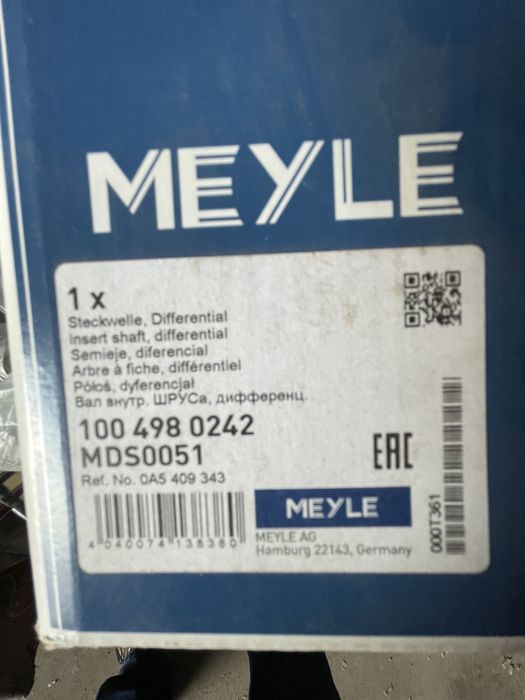 MEYLE
1 x
Steckwelle, Differential
Insert shaft, differential
Semieje, diferencial
Arbre à fiche, différentiel
Półoś, dyferencjał
Вал внутр. ШРУСа, дифференц.
100 498 0242
MDS0051
Ref. No. 0A5 409 343
EAC
MEYLE
MEYLE AG
Hamburg 22143, Germany
4 040074 138380
000T361